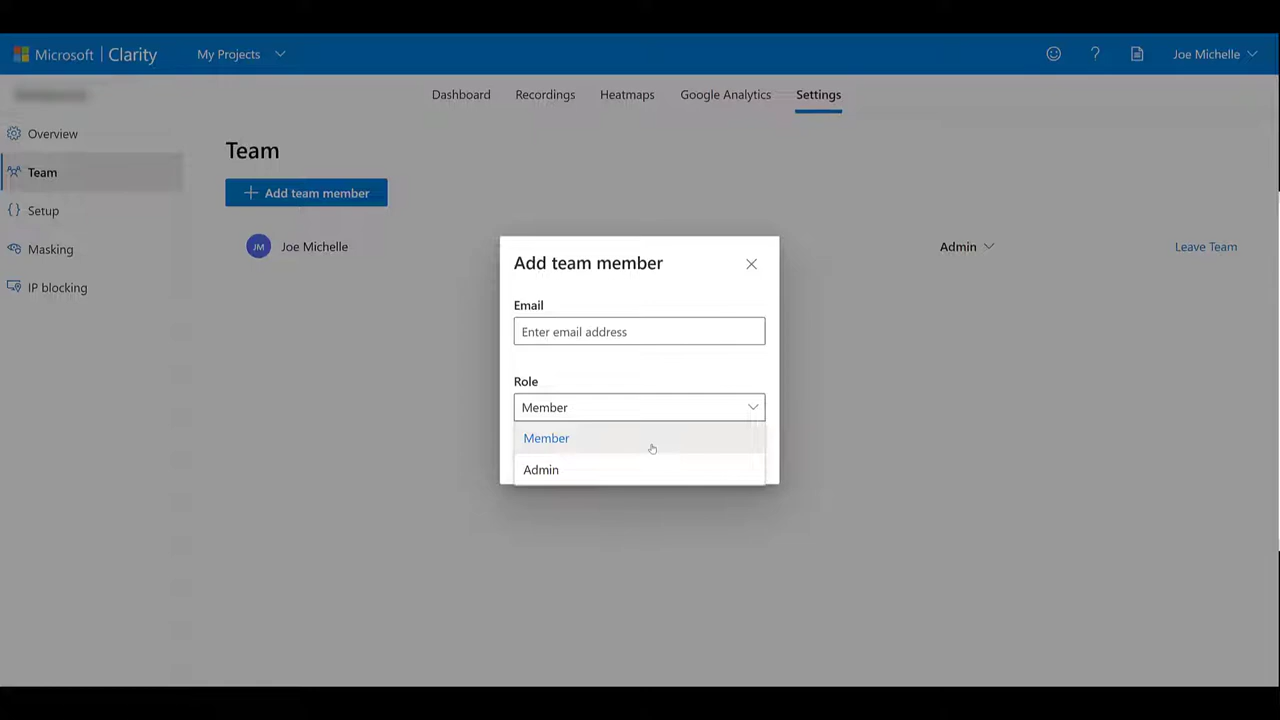 Microsoft | Clarity
My Projects
Joe Michelle
Dashboard
Recordings
Heatmaps
Google Analytics
Settings
Overview
Team
Setup
Masking
IP blocking
Team
Add team member
JM
Joe Michelle
Admin
Leave Team
Add team member
Email
Enter email address
Role
Member
Member
Admin